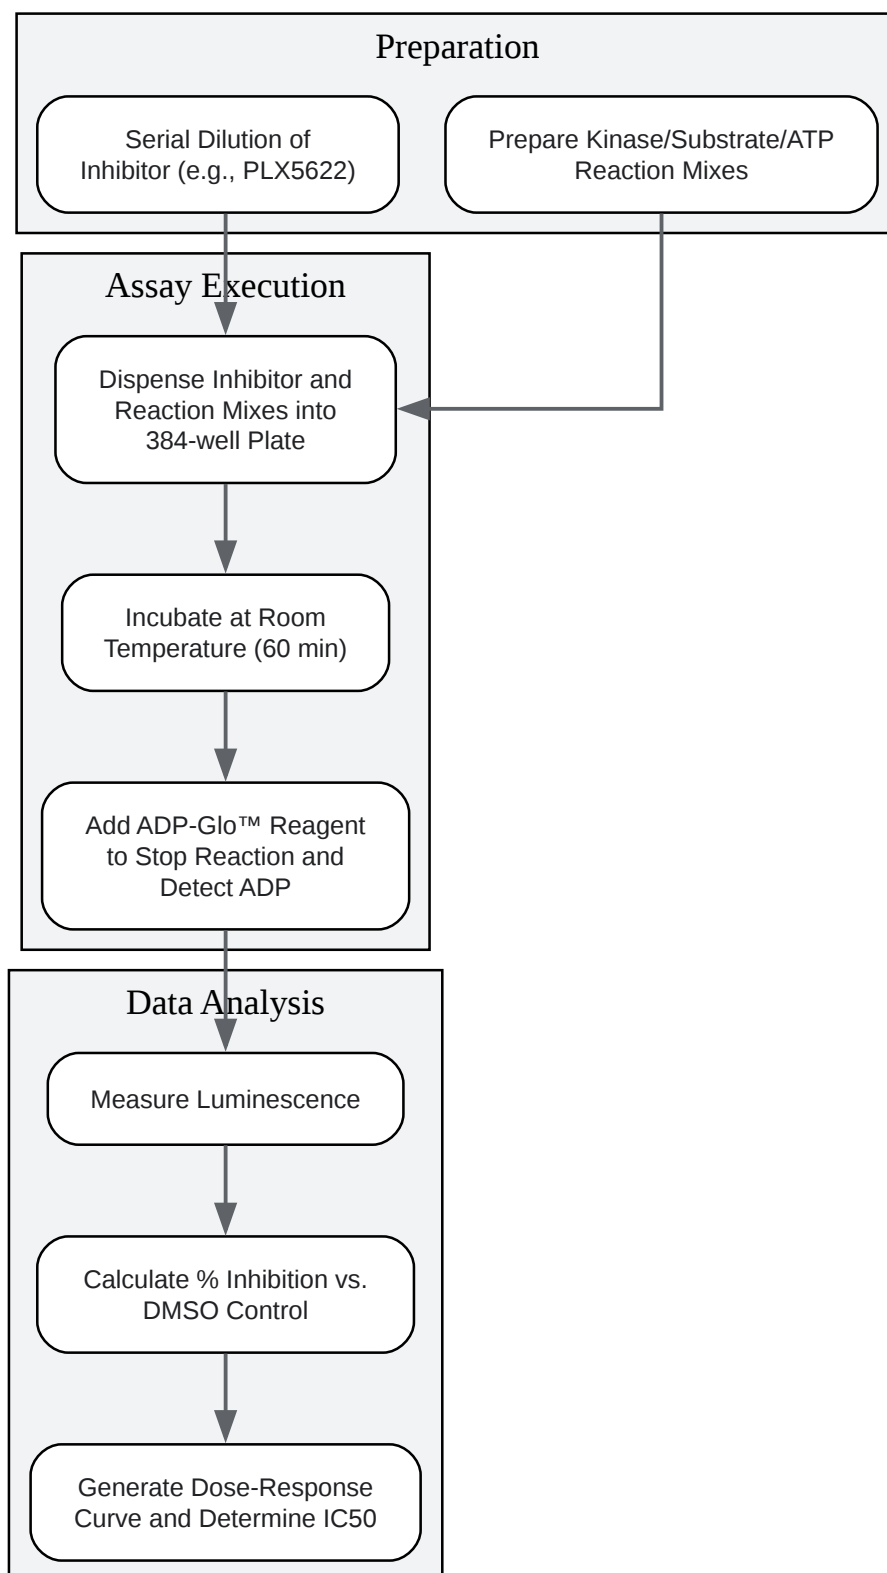 Preparation
Serial Dilution of
Inhibitor (e.g., PLX5622)
Prepare Kinase/Substrate/ATP
Reaction Mixes
Assay Execution
Dispense Inhibitor and
Reaction Mixes into
384-well Plate
Incubate at Room
Temperature (60 min)
Add ADP-Glo™ Reagent
to Stop Reaction and
Detect ADP
Data Analysis
Measure Luminescence
Calculate % Inhibition vs.
DMSO Control
Generate Dose-Response
Curve and Determine IC50